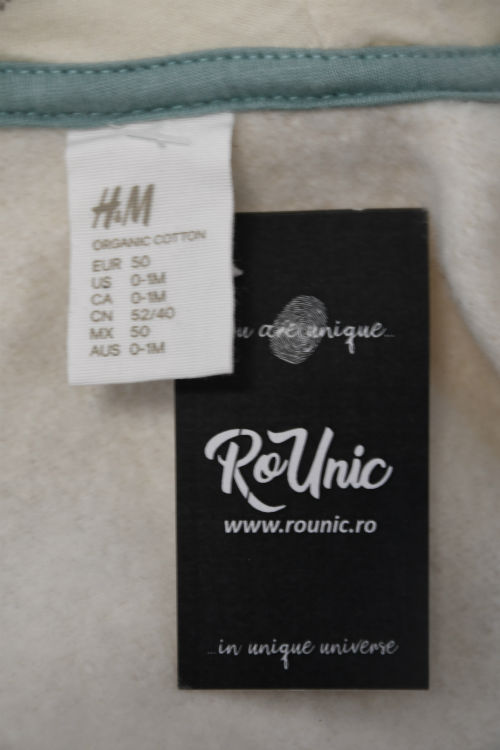 H&M
ORGANIC COTTON
EUR 50
US 0-1M
CA 0-1M
CN 52/40
MX 50
AUS 0-1M
are unique...
RoUnic
www.rounic.ro
...in unique universe